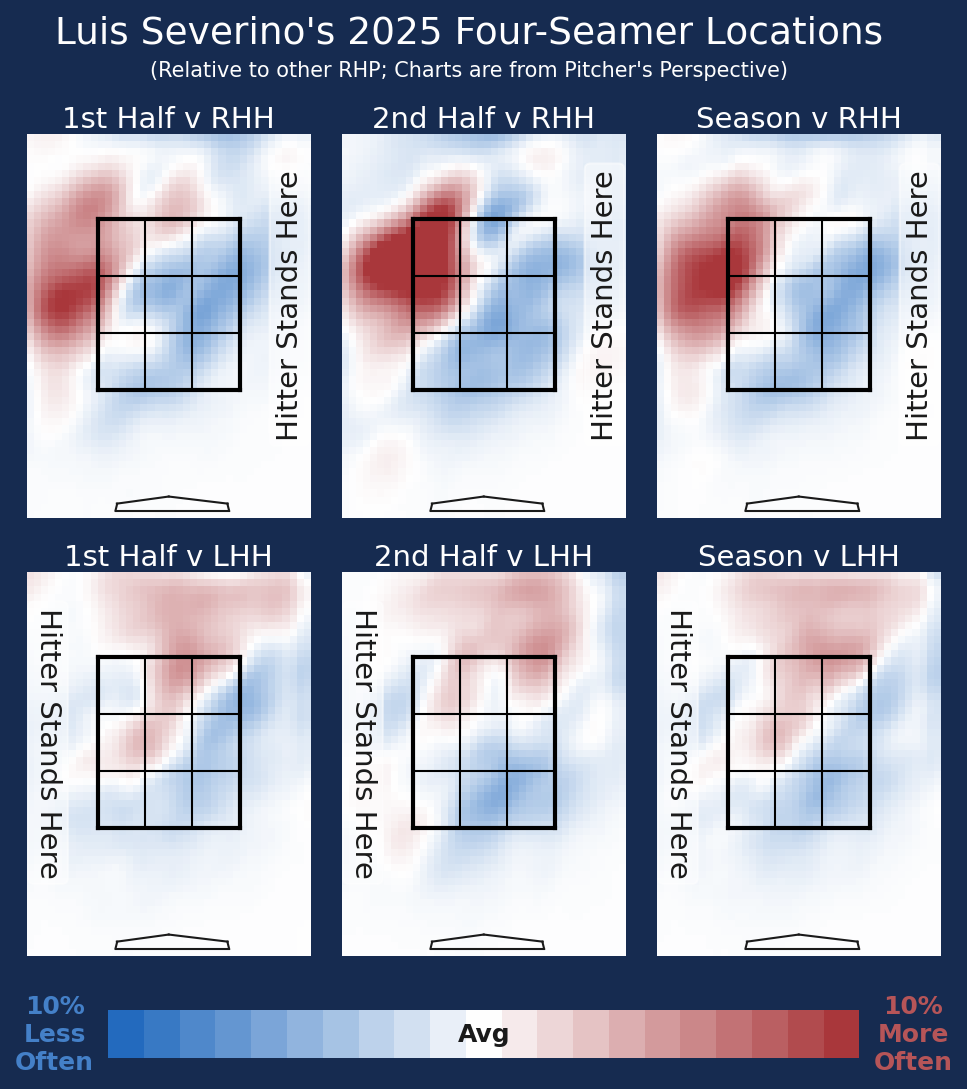 Luis Severino's 2025 Four-Seamer Locations
(Relative to other RHP; Charts are from Pitcher's Perspective)
1st Half v RHH
2nd Half v RHH
Season v RHH
Hitter Stands Here
Hitter Stands Here
Hitter Stands Here
1st Half v LHH
2nd Half v LHH
Season v LHH
Hitter Stands Here
Hitter Stands Here
Hitter Stands Here
10%
Less
Often
Avg
10%
More
Often